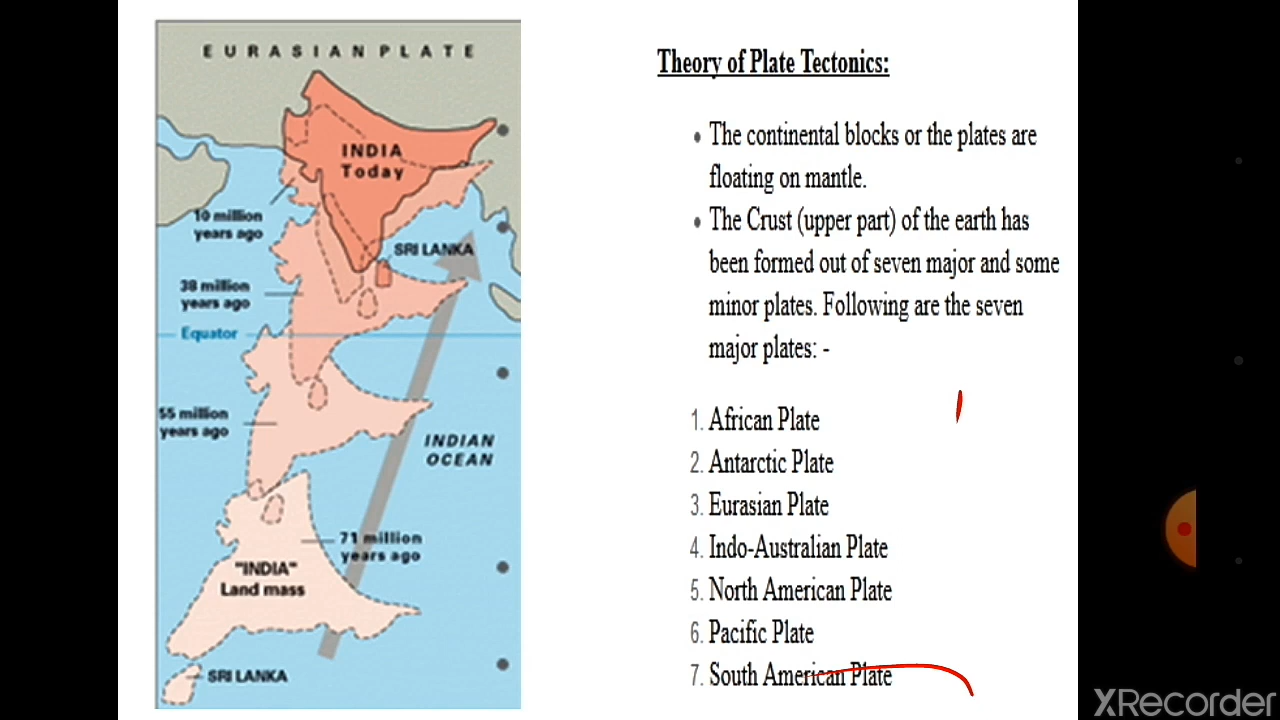 EURASIAN PLATE
INDIA
Today
10 million
years ago
SRI LANKA
38 million
years ago
Equator
55 million
years ago
INDIAN
OCEAN
71 million
years ago
"INDIA"
Land mass
SRI LANKA
Theory of Plate Tectonics:
• The continental blocks or the plates are
floating on mantle.
• The Crust (upper part) of the earth has
been formed out of seven major and some
minor plates. Following are the seven
major plates: -
1. African Plate
2. Antarctic Plate
3. Eurasian Plate
4. Indo-Australian Plate
5. North American Plate
6. Pacific Plate
7. South American Plate
XRecorder